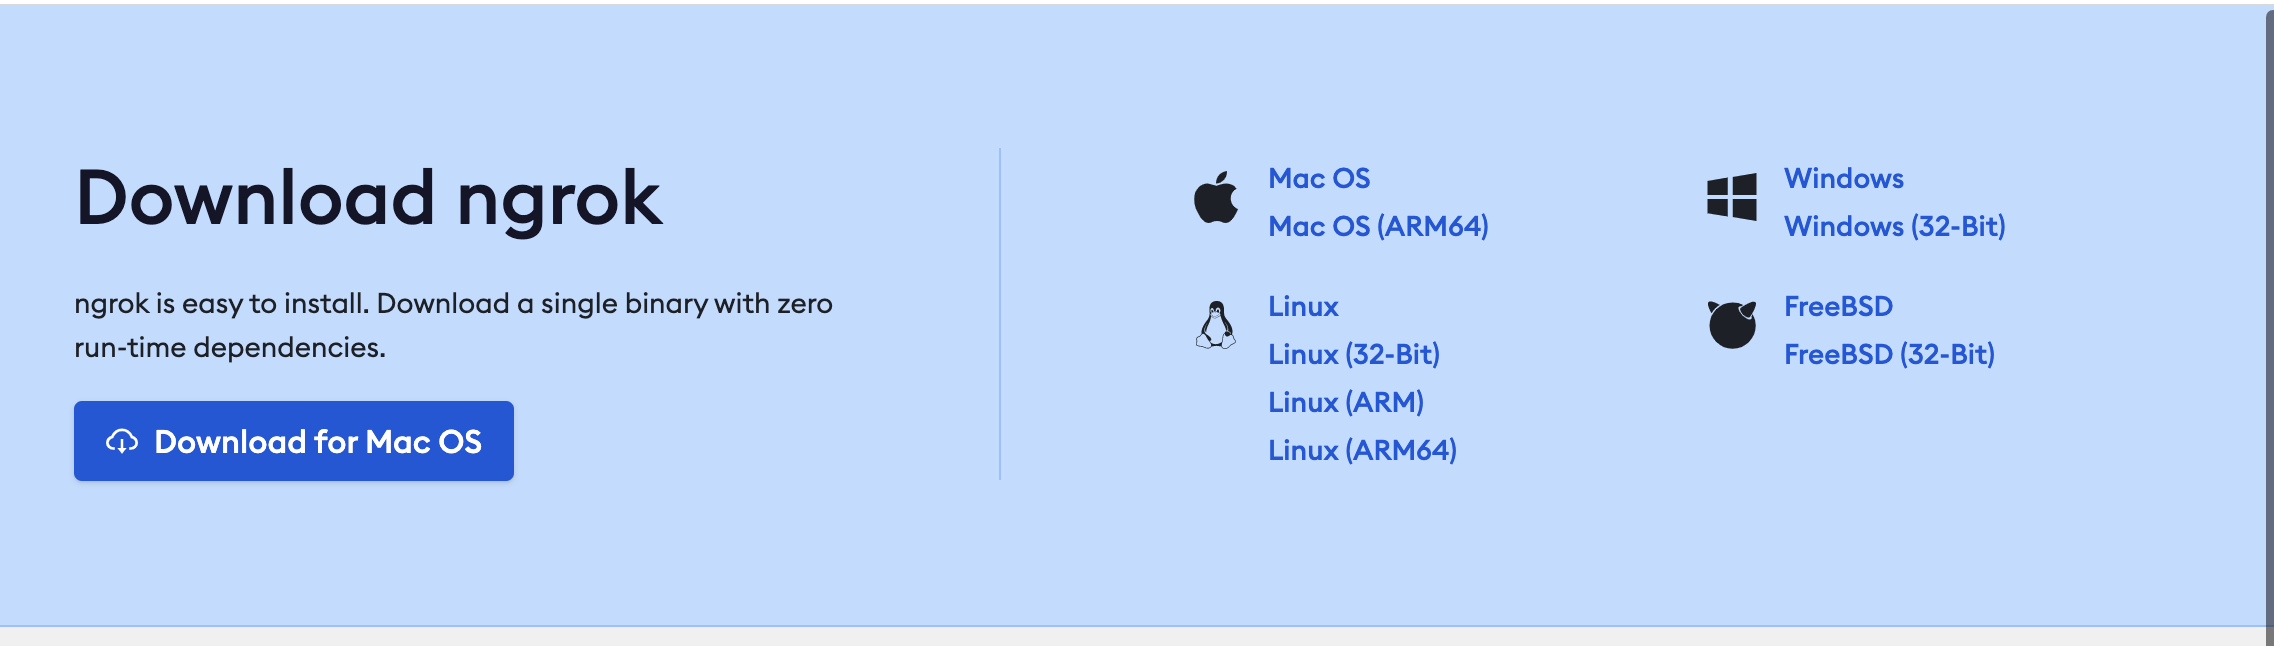 Download ngrok
ngrok is easy to install. Download a single binary with zero
run-time dependencies.
Download for Mac OS
Mac OS
Mac OS (ARM64)
Linux
Linux (32-Bit)
Linux (ARM)
Linux (ARM64)
Windows
Windows (32-Bit)
FreeBSD
FreeBSD (32-Bit)